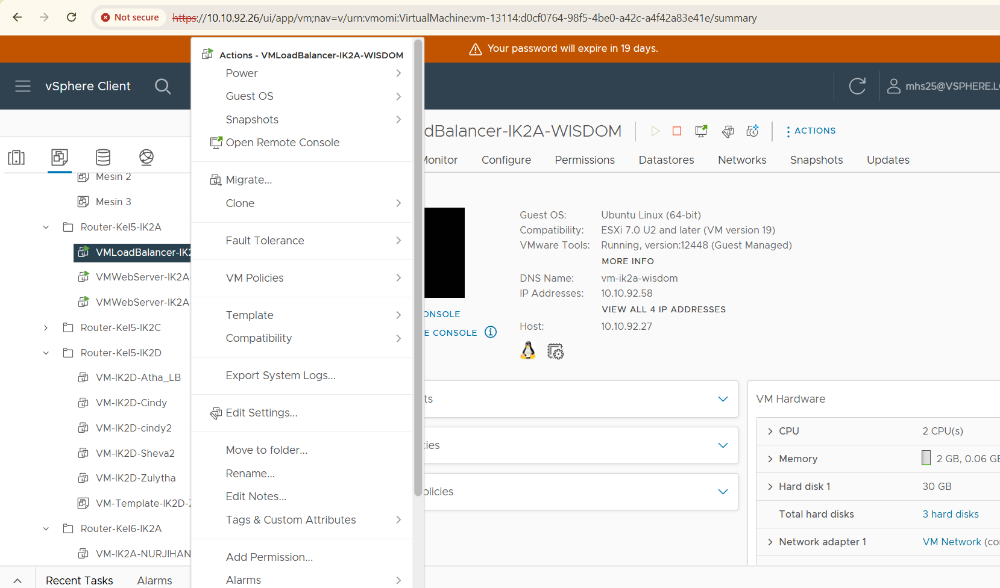 Not secure https://10.10.92.26/ui/app/vm;nav=v/urn:vmomi:VirtualMachine:vm-13114:d0cf0764-98f5-4be0-a42c-a4f42a83e41e/summary
Your password will expire in 19 days.
vSphere Client
mhs25@VSPHERE.L
Actions - VMLoadBalancer-IK2A-WISDOM
Power
Guest OS
Snapshots
Open Remote Console
Migrate...
Clone
Fault Tolerance
VM Policies
Template
Compatibility
Export System Logs...
Edit Settings...
Move to folder...
Rename...
Edit Notes...
Tags & Custom Attributes
Add Permission...
Alarms
Mesin 2
Mesin 3
Router-Kel5-IK2A
VMLoadBalancer-IK2
VMWebServer-IK2A-
VMWebServer-IK2A-
Router-Kel5-IK2C
Router-Kel5-IK2D
VM-IK2D-Atha_LB
VM-IK2D-Cindy
VM-IK2D-cindy2
VM-IK2D-Sheva2
VM-IK2D-Zulytha
VM-Template-IK2D-Z
Router-Kel6-IK2A
VM-IK2A-NURJIHAN
dBalancer-IK2A-WISDOM
ACTIONS
Monitor Configure Permissions Datastores Networks Snapshots Updates
Guest OS: Ubuntu Linux (64-bit)
Compatibility: ESXi 7.0 U2 and later (VM version 19)
VMware Tools: Running, version:12448 (Guest Managed)
MORE INFO
DNS Name: vm-ik2a-wisdom
IP Addresses: 10.10.92.58
VIEW ALL 4 IP ADDRESSES
Host: 10.10.92.27
ONSOLE
E CONSOLE
ts
cies
olicies
VM Hardware
CPU 2 CPU(s)
Memory 2 GB, 0.06 GB
Hard disk 1 30 GB
Total hard disks 3 hard disks
Network adapter 1 VM Network (co
Recent Tasks Alarms